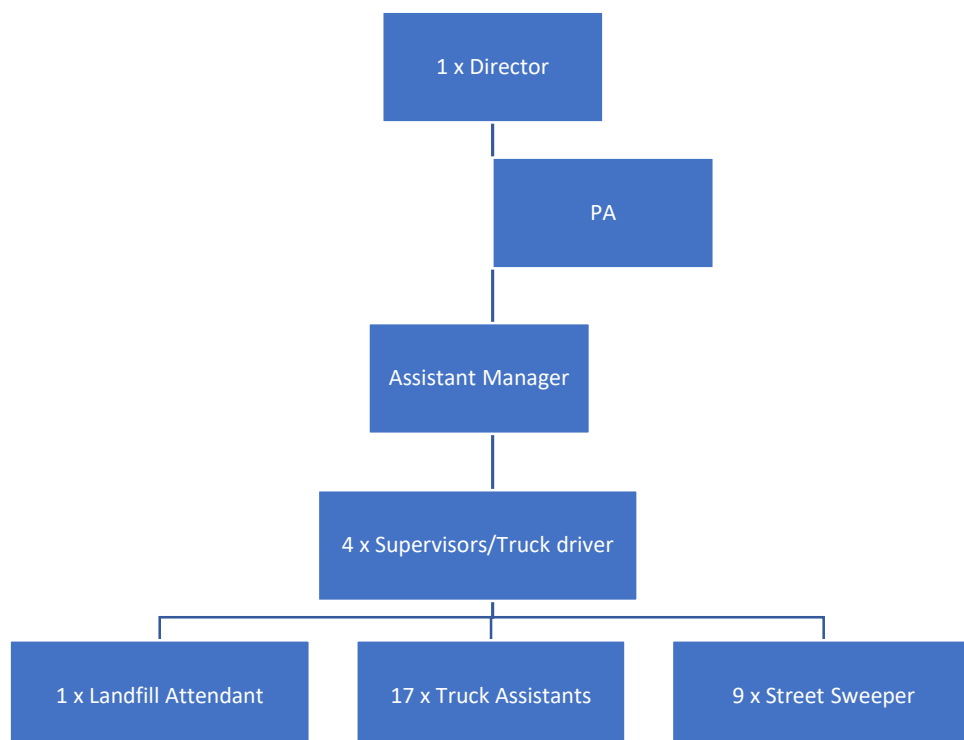 1 x Director
PA
Assistant Manager
4 x Supervisors/Truck driver
1 x Landfill Attendant
17 x Truck Assistants
9 x Street Sweeper